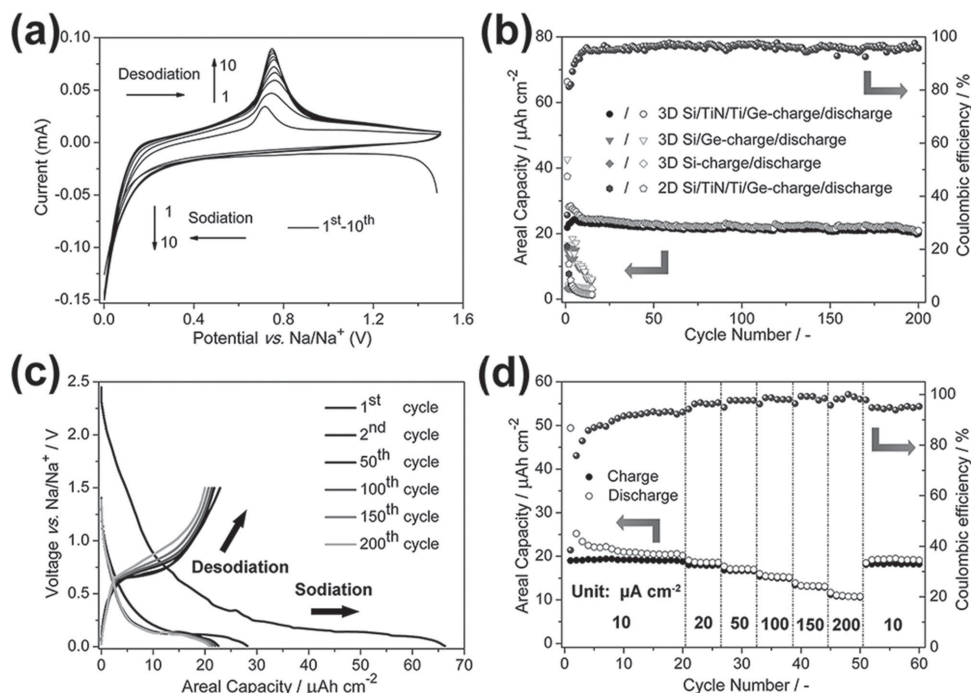 (a)
0.10
0.05
0.00
-0.05
-0.10
-0.15
Current (mA)
Desodiation
10
1
1
10
Sodiation
1st-10th
0.0 0.4 0.8 1.2 1.6
Potential vs. Na/Na+ (V)
(b)
80
60
40
20
0
Areal Capacity / µAh cm-2
/ 3D Si/TiN/Ti/Ge-charge/discharge
/ 3D Si/Ge-charge/discharge
/ 3D Si-charge/discharge
/ 2D Si/TiN/Ti/Ge-charge/discharge
100
80
60
40
20
0
Coulombic efficiency / %
0 50 100 150 200
Cycle Number / -
(c)
2.5
2.0
1.5
1.0
0.5
0.0
Voltage vs. Na/Na+ / V
1st cycle
2nd cycle
50th cycle
100th cycle
150th cycle
200th cycle
Desodiation
Sodiation
0 10 20 30 40 50 60 70
Areal Capacity / µAh cm-2
(d)
60
50
40
30
20
10
0
Areal Capacity / µAh cm-2
Charge
Discharge
Unit: µA cm-2
10 20 50 100 150 200 10
100
80
60
40
20
0
Coulombic efficiency / %
0 10 20 30 40 50 60
Cycle Number / -